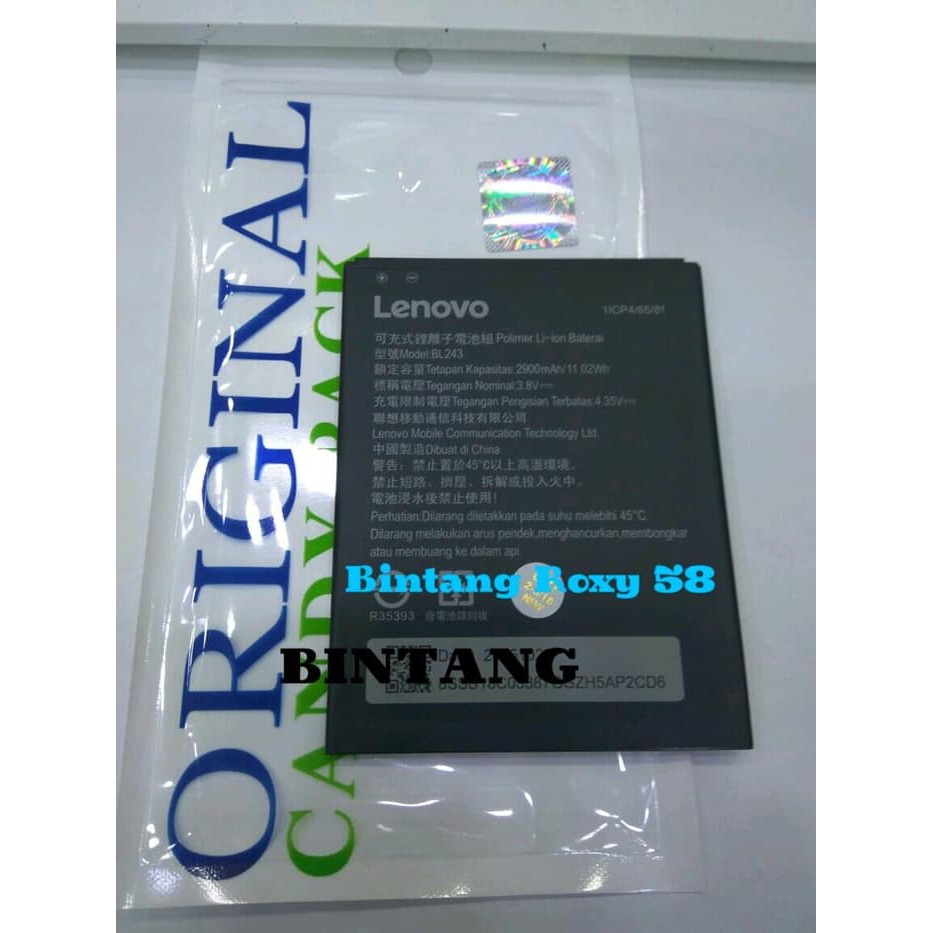 ORIGINAL
CANDY PACK
Lenovo
1ICP4/65/81
可充式鋰離子電池組 Polimer Li-ion Baterai
型號Model:BL243
額定容量Tetapan Kapasitas:2900mAh/11.02Wh
標稱電壓Tegangan Nominal:3.8V
充電限制電壓Tegangan Pengisian Terbatas:4.35V
聯想移動通信科技有限公司
Lenovo Mobile Communication Technology Ltd.
中國製造Dibuat di China
警告：禁止置於45°C以上高溫環境。
禁止短路、擠壓、拆解或投入火中。
電池浸水後禁止使用！
Perhatian:Dilarang diletakkan pada suhu melebihi 45°C.
Dilarang melakukan arus pendek,menghancurkan,membongkar
atau membuang ke dalam api.
Bintang Roxy 58
R35393 廢電池請回收
BINTANG